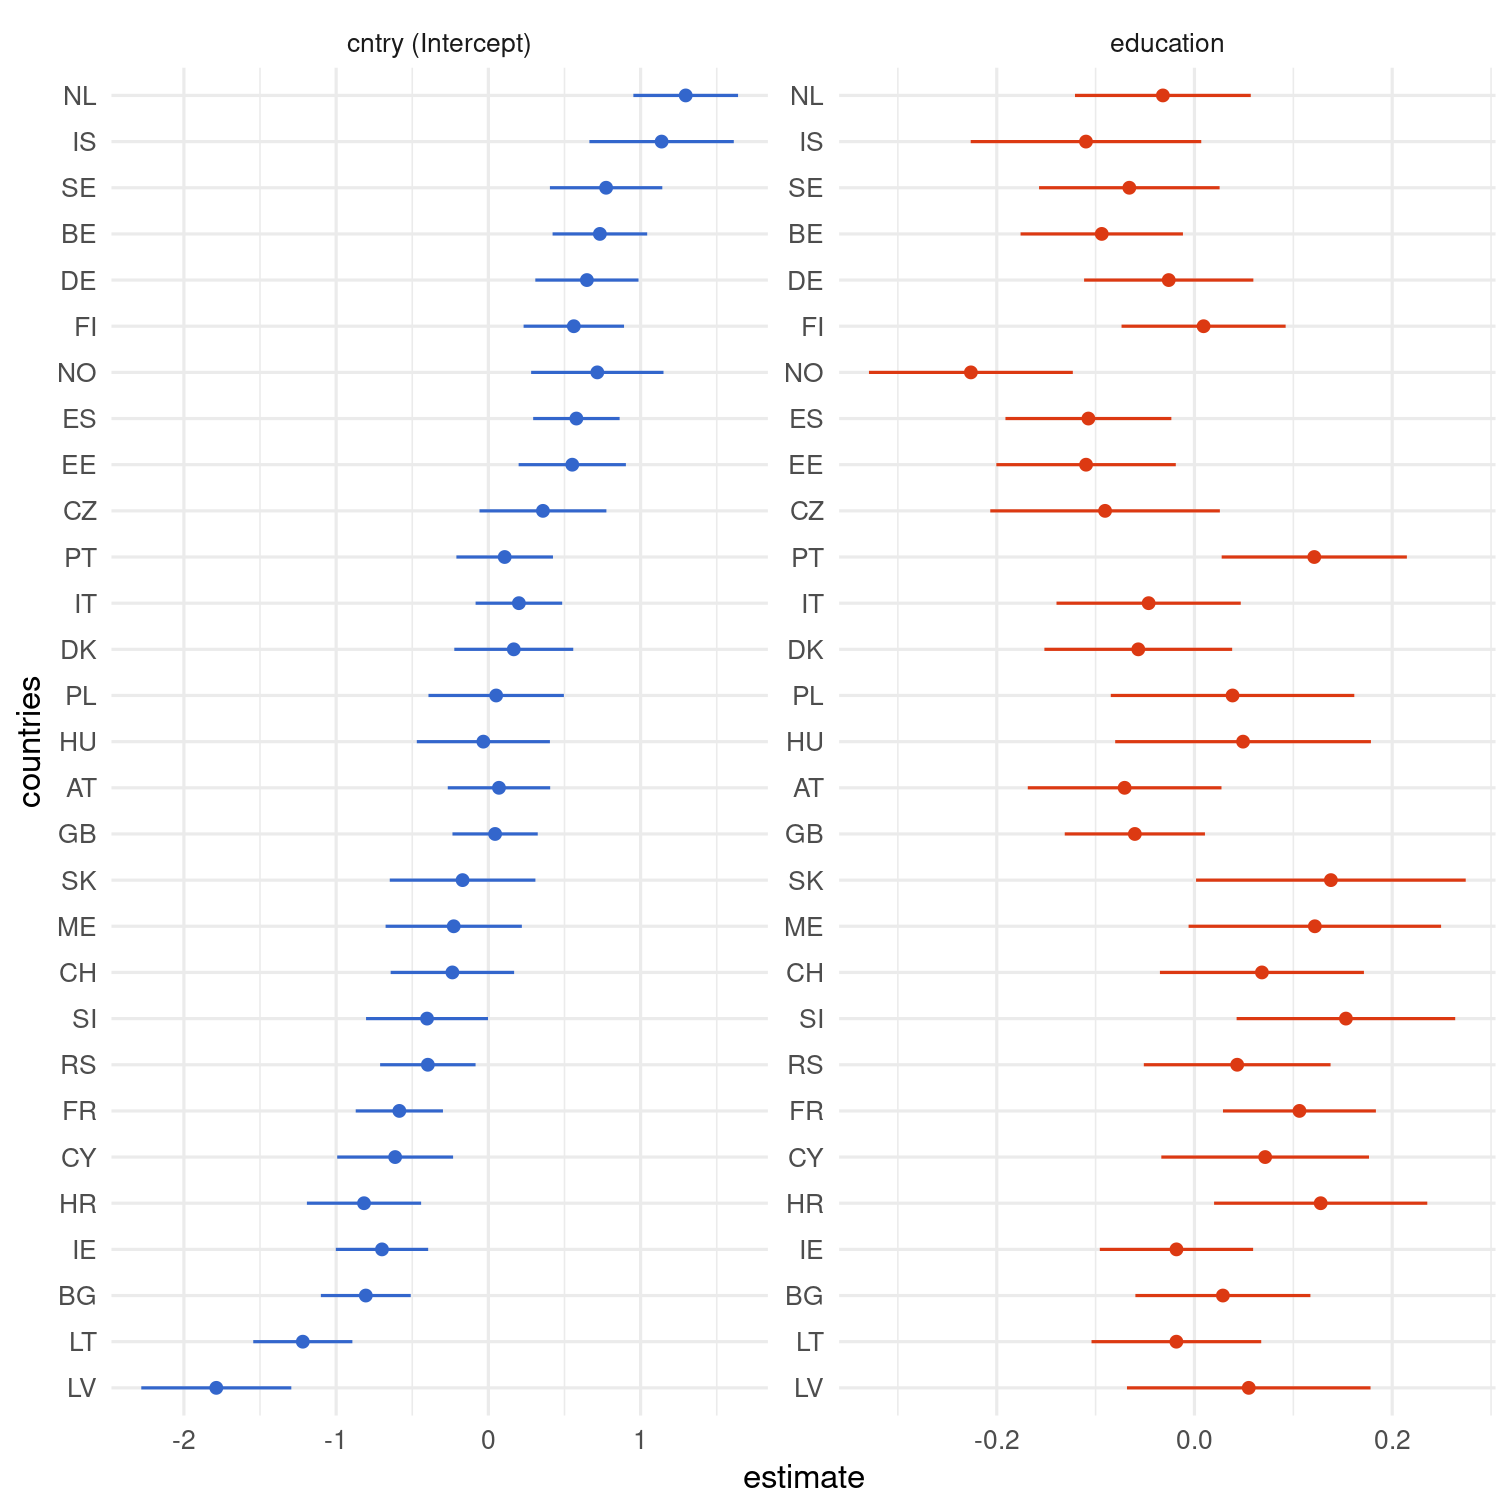 cntry (Intercept)
education
NL
IS
SE
BE
DE
FI
NO
ES
EE
CZ
PT
IT
DK
PL
HU
AT
GB
SK
ME
CH
SI
RS
FR
CY
HR
IE
BG
LT
LV
NL
IS
SE
BE
DE
FI
NO
ES
EE
CZ
PT
IT
DK
PL
HU
AT
GB
SK
ME
CH
SI
RS
FR
CY
HR
IE
BG
LT
LV
countries
-2 -1 0 1
-0.2 0.0 0.2
estimate